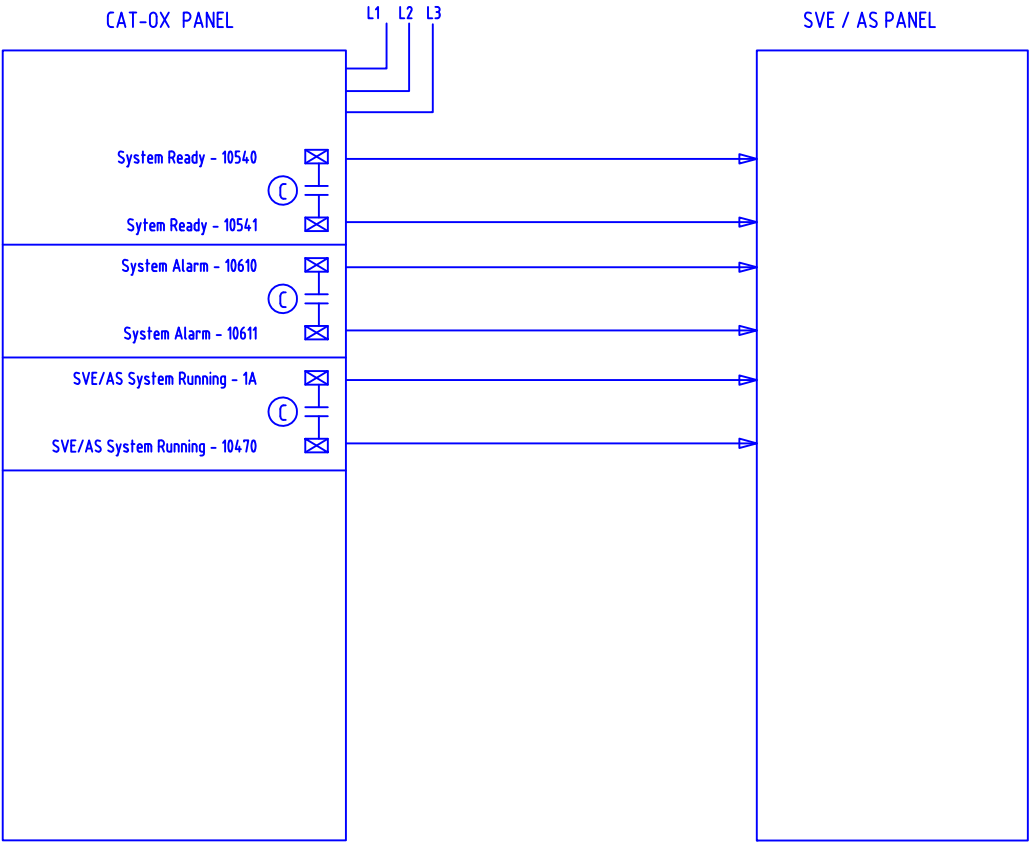 CAT-OX PANEL
L1 L2 L3
SVE / AS PANEL
System Ready - 10540
C
Sytem Ready - 10541
System Alarm - 10610
C
System Alarm - 10611
SVE/AS System Running - 1A
C
SVE/AS System Running - 10470